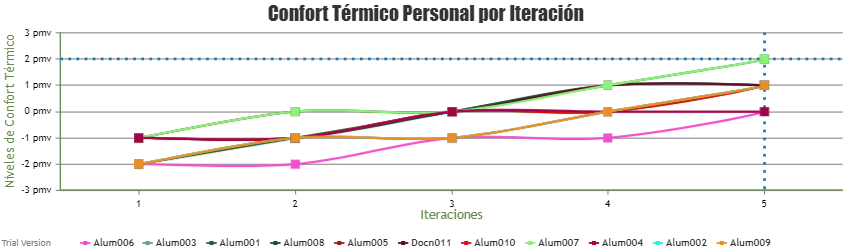 Confort Térmico Personal por Iteración
Niveles de Confort Térmico
3 pmv
2 pmv
1 pmv
0 pmv
-1 pmv
-2 pmv
-3 pmv
1 2 3 4 5
Iteraciones
Trial Version
Alum006 Alum003 Alum001 Alum008 Alum005 Docn011 Alum010 Alum007 Alum004 Alum002 Alum009